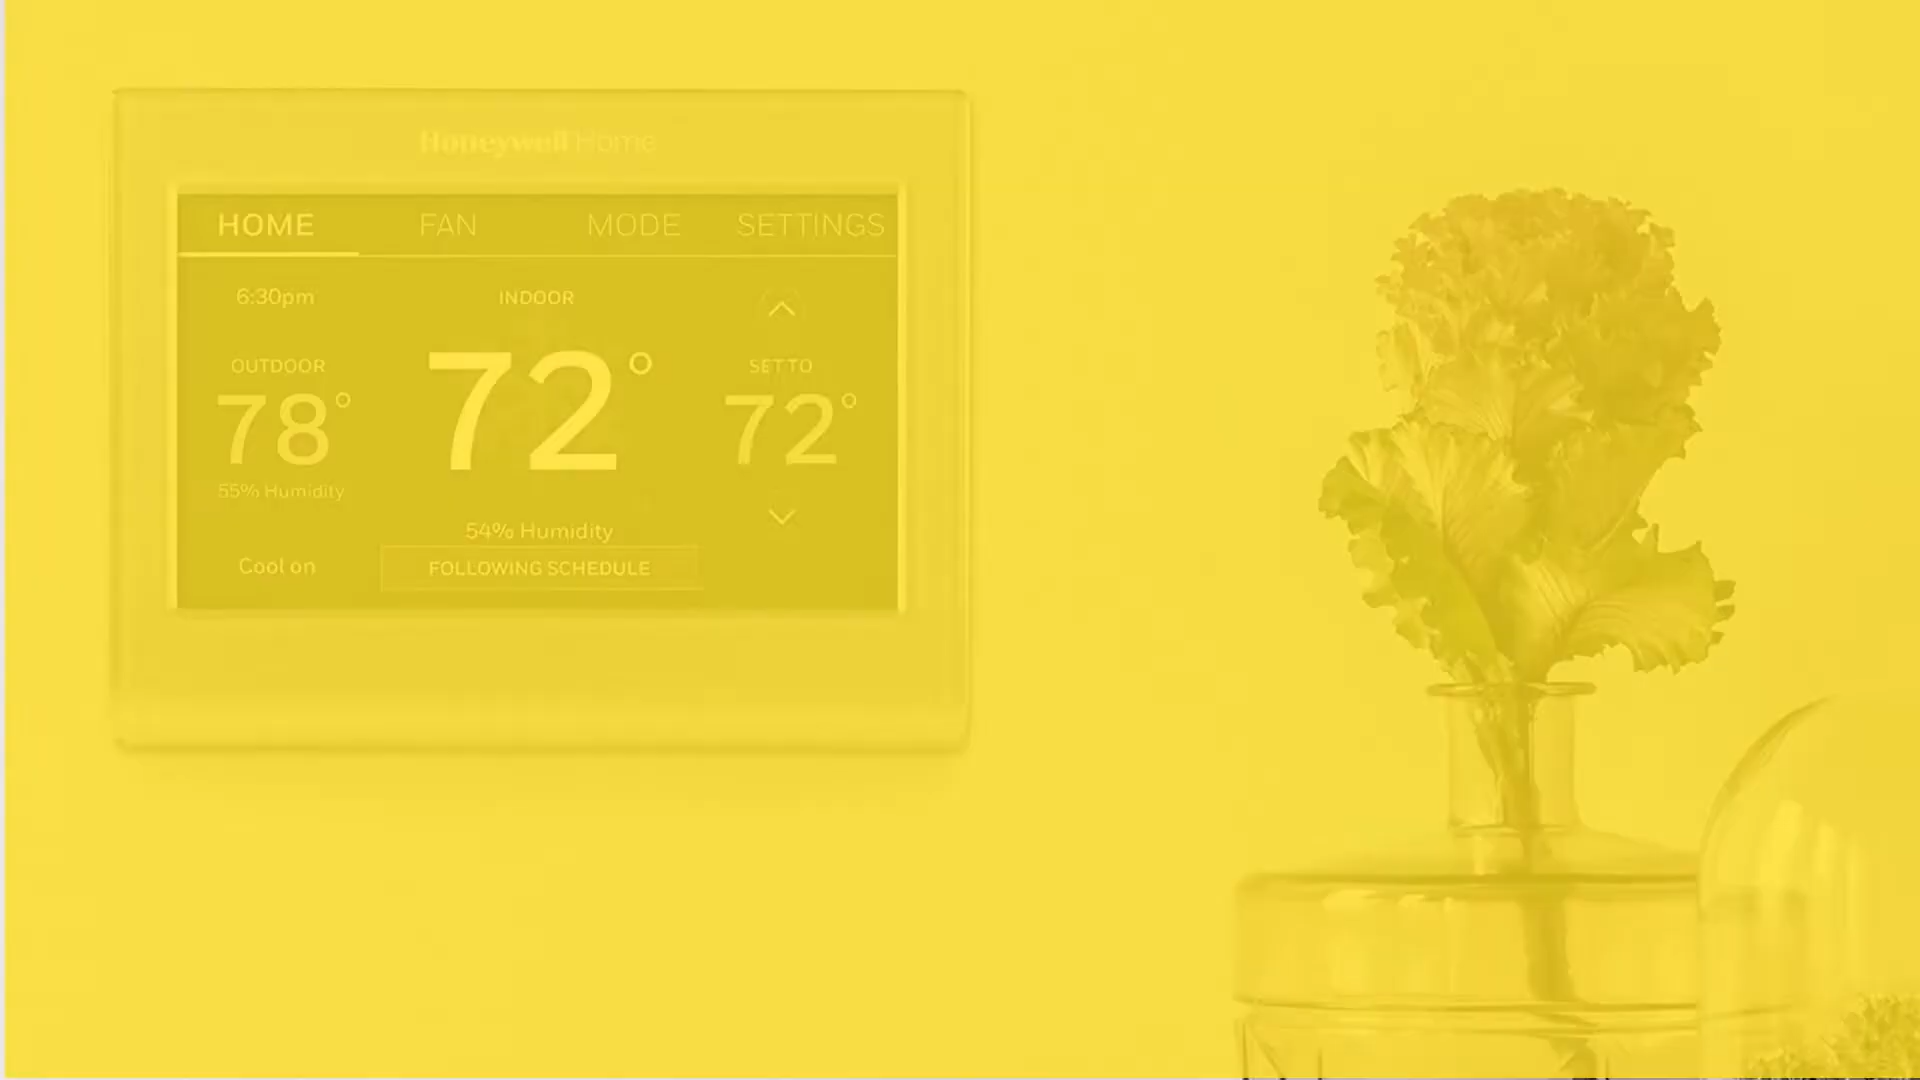 Honeywell Home
HOME FAN MODE SETTINGS
6:30pm
INDOOR
OUTDOOR
78°
55% Humidity
72°
54% Humidity
SET TO
72°
Cool on
FOLLOWING SCHEDULE